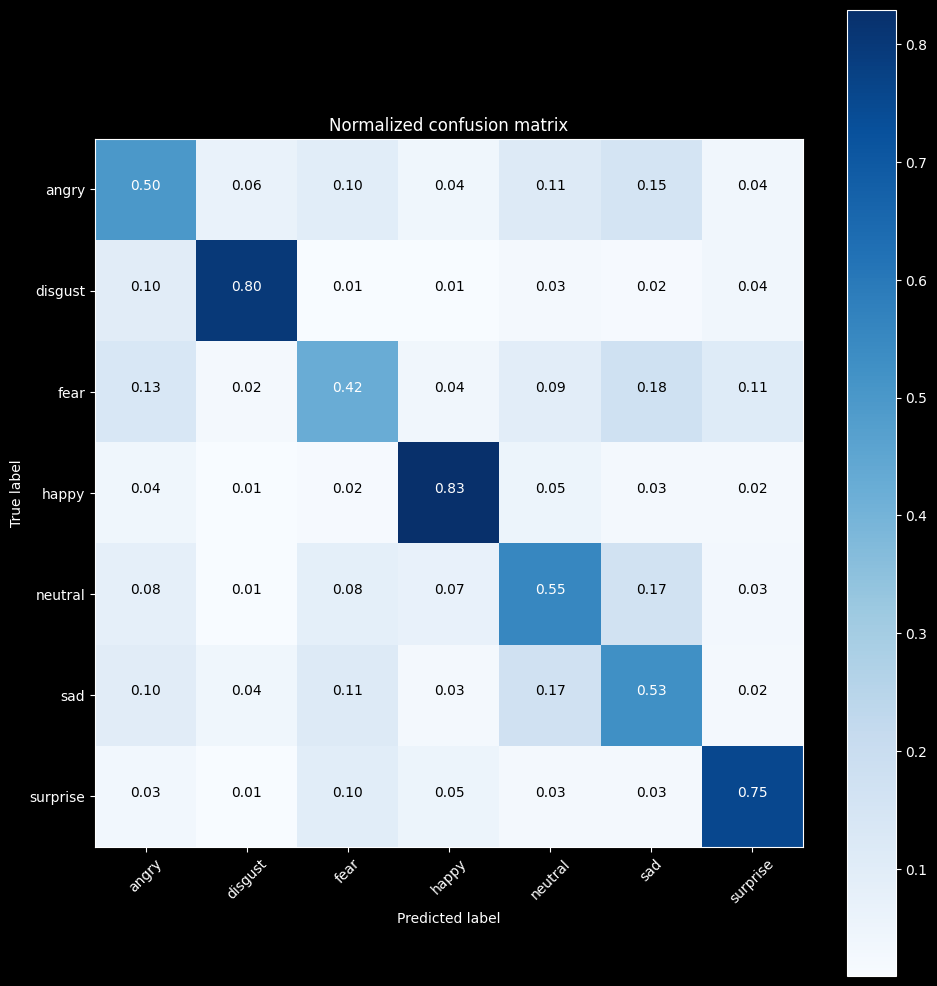 Normalized confusion matrix
0.8
0.7
0.6
0.5
0.4
0.3
0.2
0.1
True label
angry 0.50 0.06 0.10 0.04 0.11 0.15 0.04
disgust 0.10 0.80 0.01 0.01 0.03 0.02 0.04
fear 0.13 0.02 0.42 0.04 0.09 0.18 0.11
happy 0.04 0.01 0.02 0.83 0.05 0.03 0.02
neutral 0.08 0.01 0.08 0.07 0.55 0.17 0.03
sad 0.10 0.04 0.11 0.03 0.17 0.53 0.02
surprise 0.03 0.01 0.10 0.05 0.03 0.03 0.75
angry disgust fear happy neutral sad surprise
Predicted label